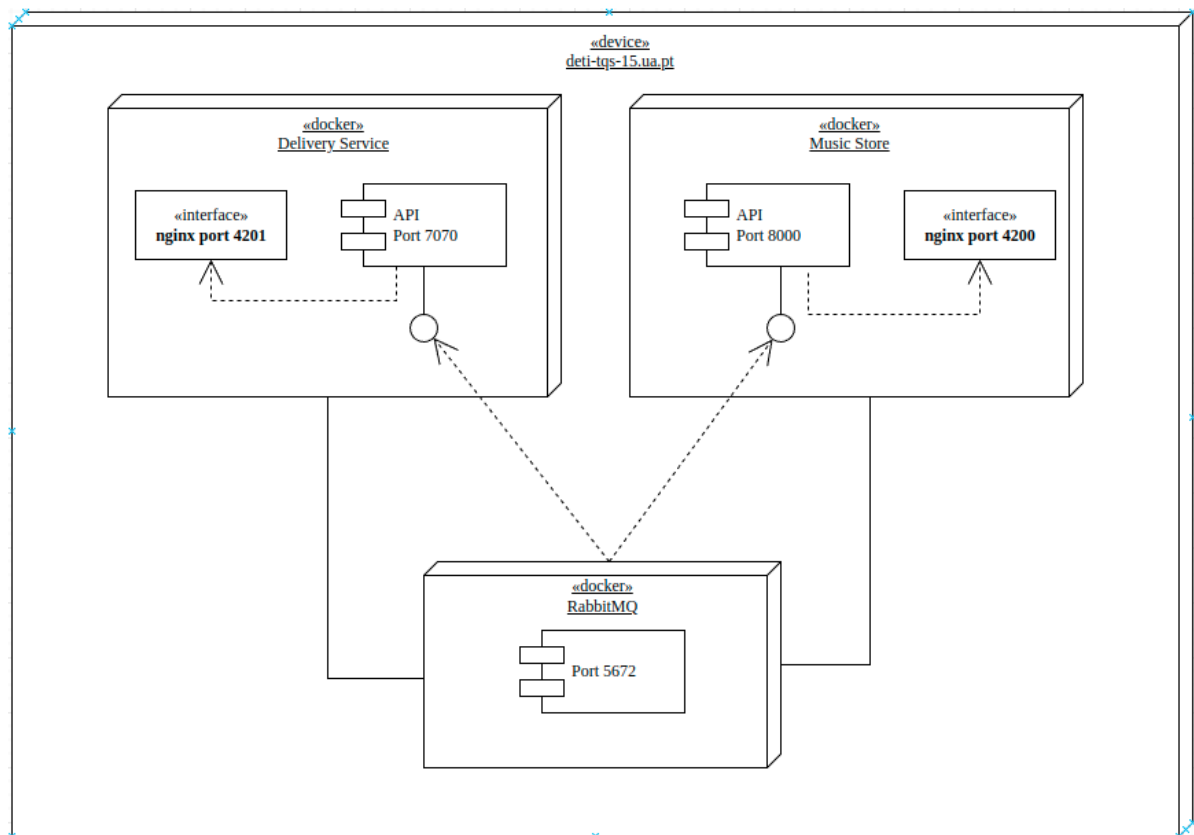 «device»
deti-tqs-15.ua.pt
«docker»
Delivery Service
«interface»
nginx port 4201
API
Port 7070
«docker»
Music Store
API
Port 8000
«interface»
nginx port 4200
«docker»
RabbitMQ
Port 5672